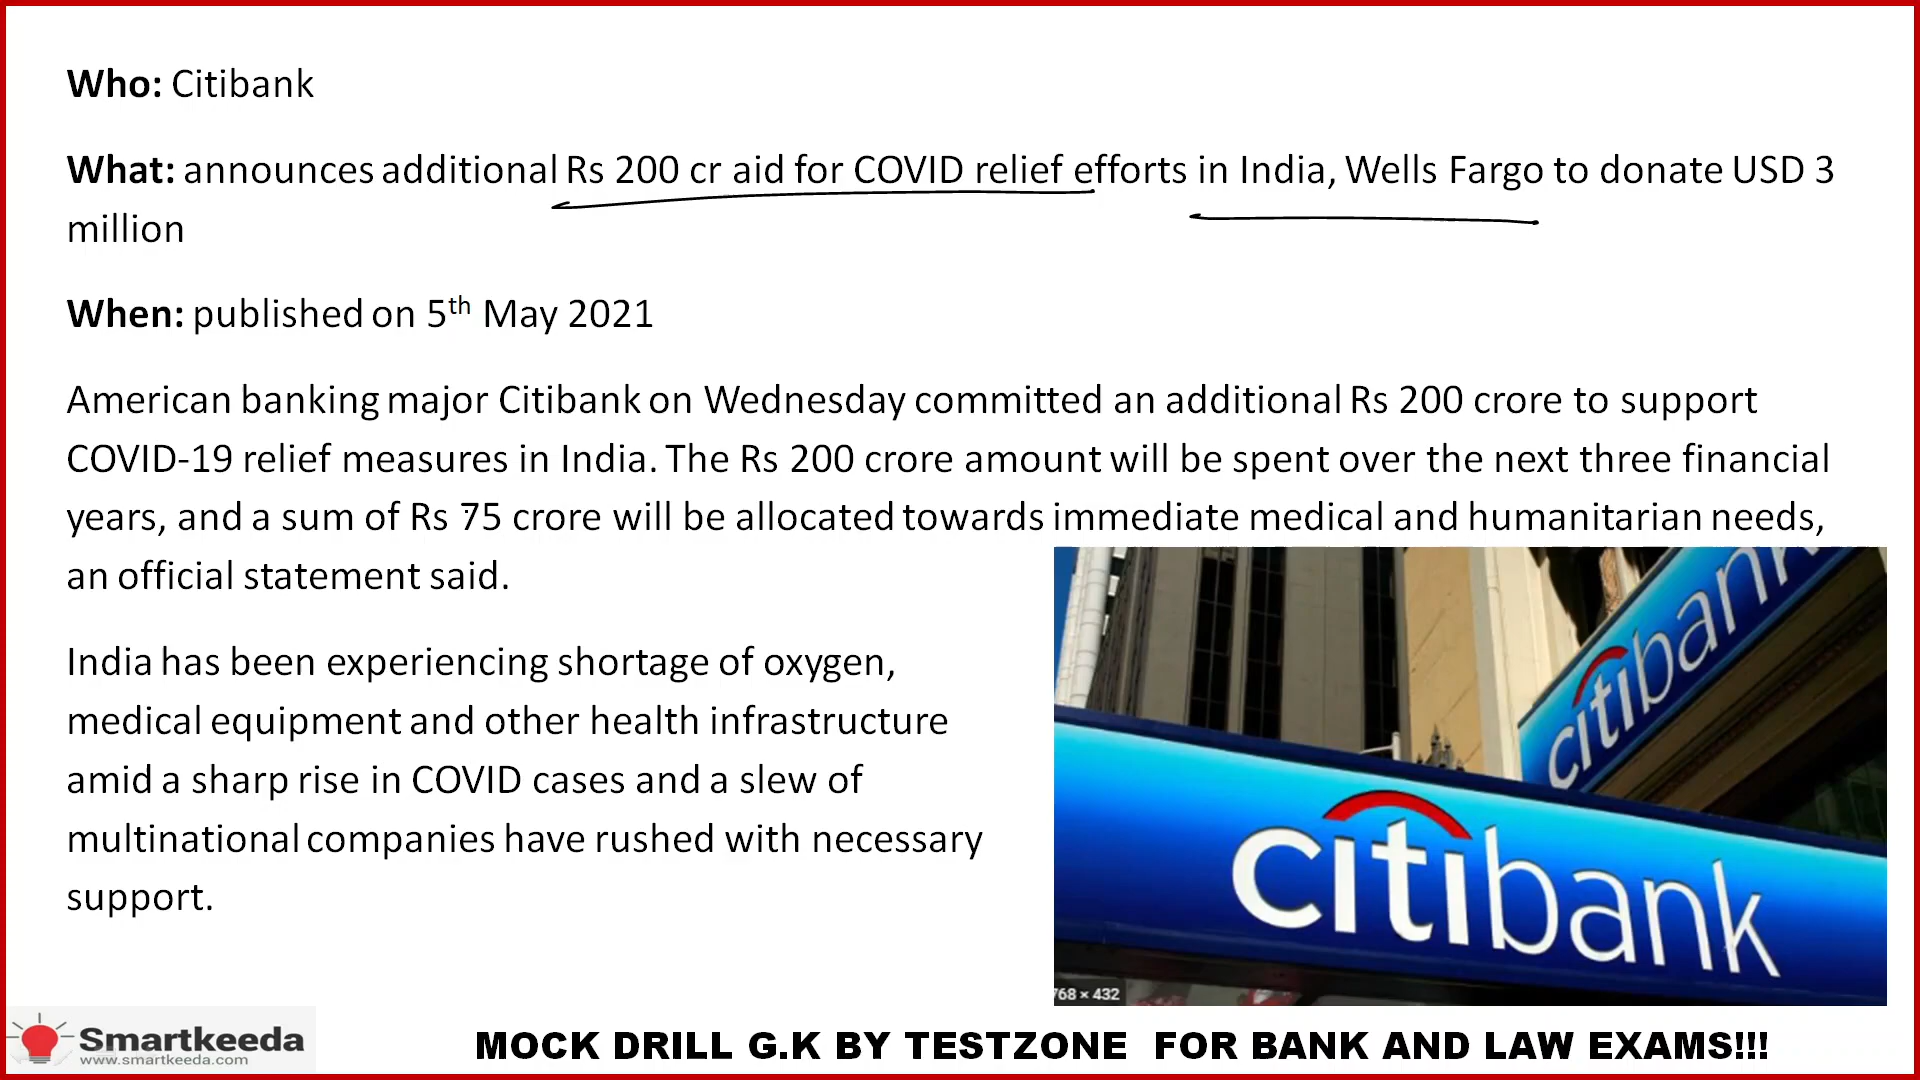 Who: Citibank
What: announces additional Rs 200 cr aid for COVID relief efforts in India, Wells Fargo to donate USD 3
million
When: published on 5th May 2021
American banking major Citibank on Wednesday committed an additional Rs 200 crore to support
COVID-19 relief measures in India. The Rs 200 crore amount will be spent over the next three financial
years, and a sum of Rs 75 crore will be allocated towards immediate medical and humanitarian needs,
an official statement said.
India has been experiencing shortage of oxygen,
medical equipment and other health infrastructure
amid a sharp rise in COVID cases and a slew of
multinational companies have rushed with necessary
support.
citibank
citibank
768 × 432
Smartkeeda
www.smartkeeda.com
MOCK DRILL G.K BY TESTZONE FOR BANK AND LAW EXAMS!!!